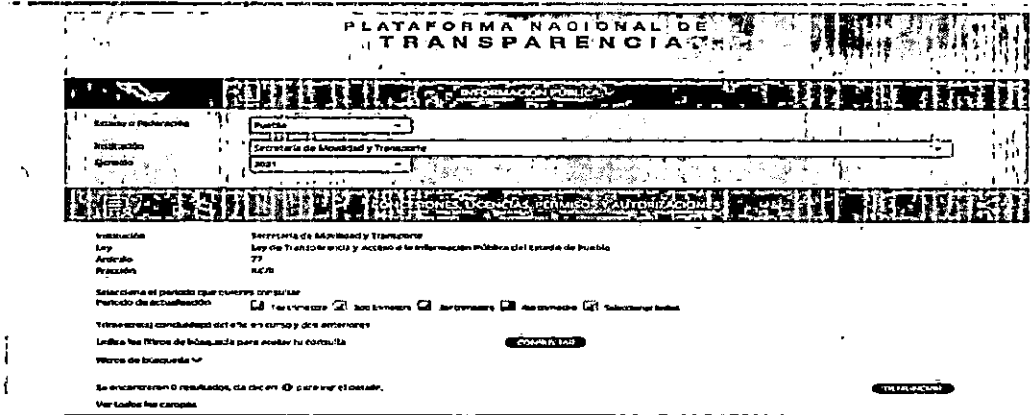 PLATAFORMA NACIONAL DE
TRANSPARENCIA
INFORMACIÓN PÚBLICA
Estado o Federación
Puebla
Institución
Secretaría de Movilidad y Transporte
Ejercicio
2021
LICENCIAS, PERMISOS Y AUTORIZACIONES
Institución Secretaría de Movilidad y Transporte
Ley Ley de Transparencia y Acceso a la Información Pública del Estado de Puebla
Artículo 77
Fracción
Selecciona el periodo que quieres consultar
Periodo de actualización 1er trimestre 2do trimestre 3er trimestre 4to trimestre Seleccionar todos
Trimestre(s) concluido(s) del año en curso y dos anteriores
Utiliza los filtros de búsqueda para acotar tu consulta CONSULTAR
Filtros de búsqueda
Se encontraron 0 resultados, da clic en para ver el detalle. DENUNCIAR
Ver todos los campos